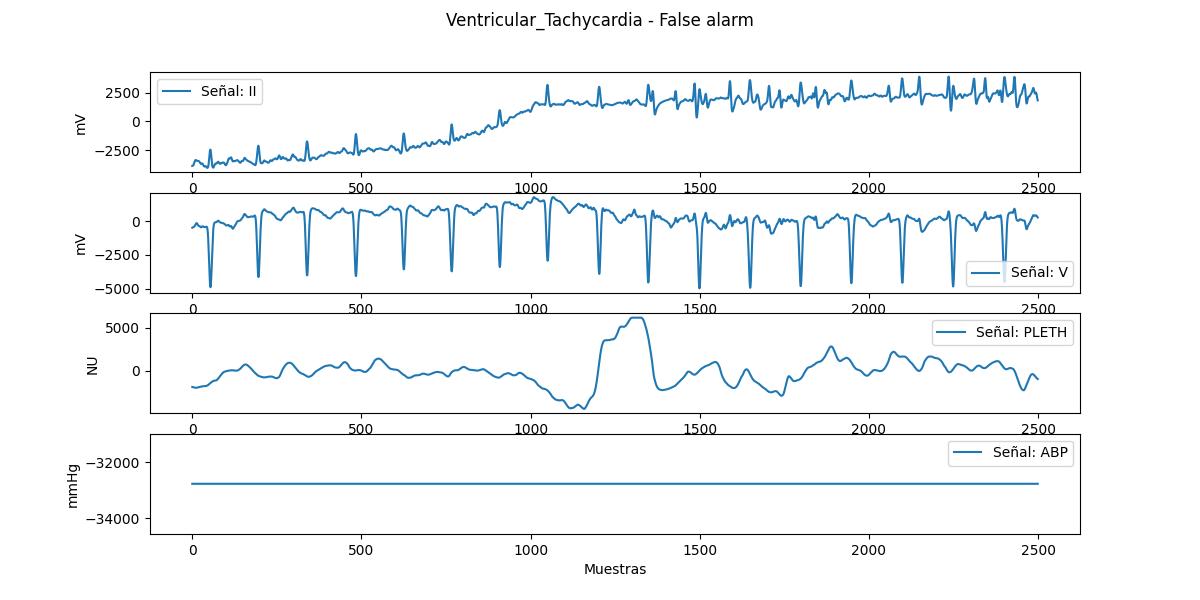 Ventricular_Tachycardia - False alarm
2500
0
−2500
mV
Señal: II
0 500 1000 1500 2000 2500
0
−2500
−5000
mV
Señal: V
0 500 1000 1500 2000 2500
5000
0
NU
Señal: PLETH
0 500 1000 1500 2000 2500
−32000
−34000
mmHg
Señal: ABP
0 500 1000 1500 2000 2500
Muestras